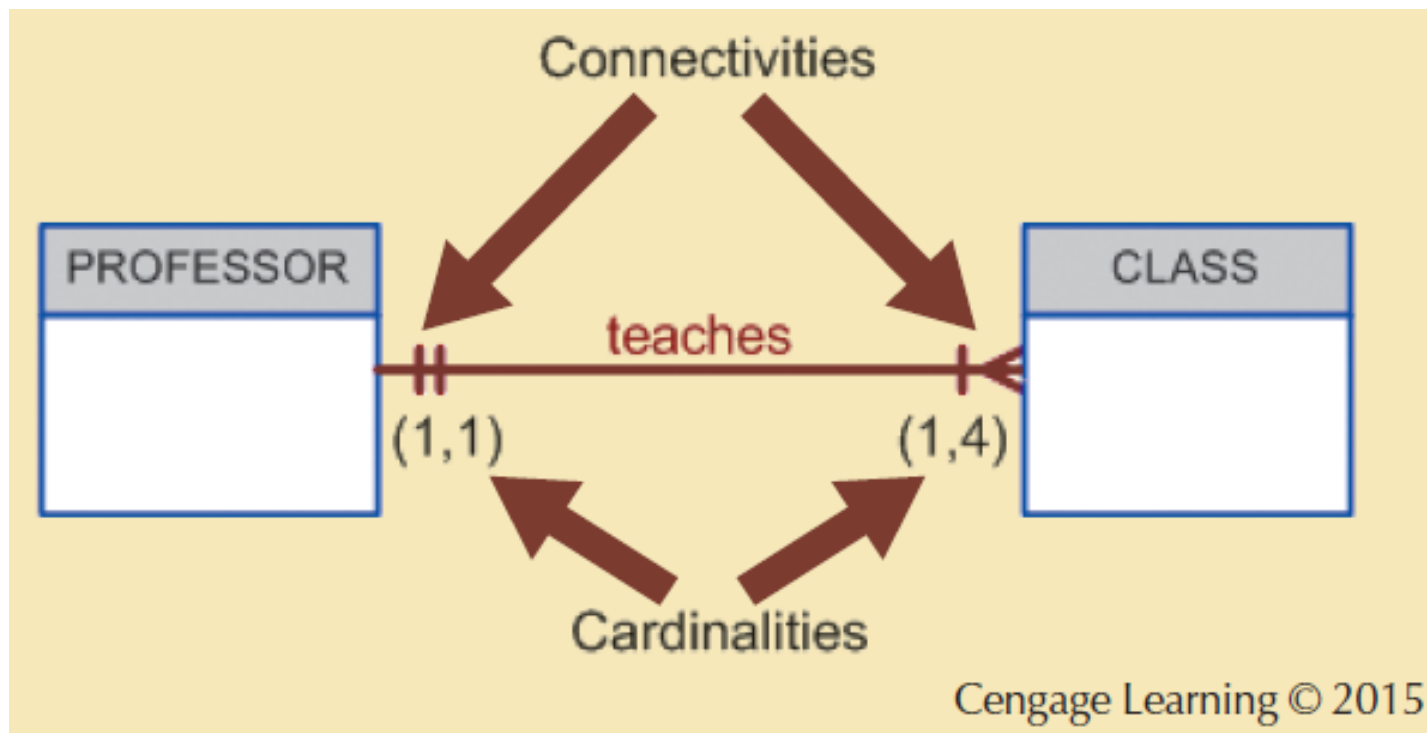 Connectivities
PROFESSOR
CLASS
teaches
(1,1)
(1,4)
Cardinalities
Cengage Learning © 2015